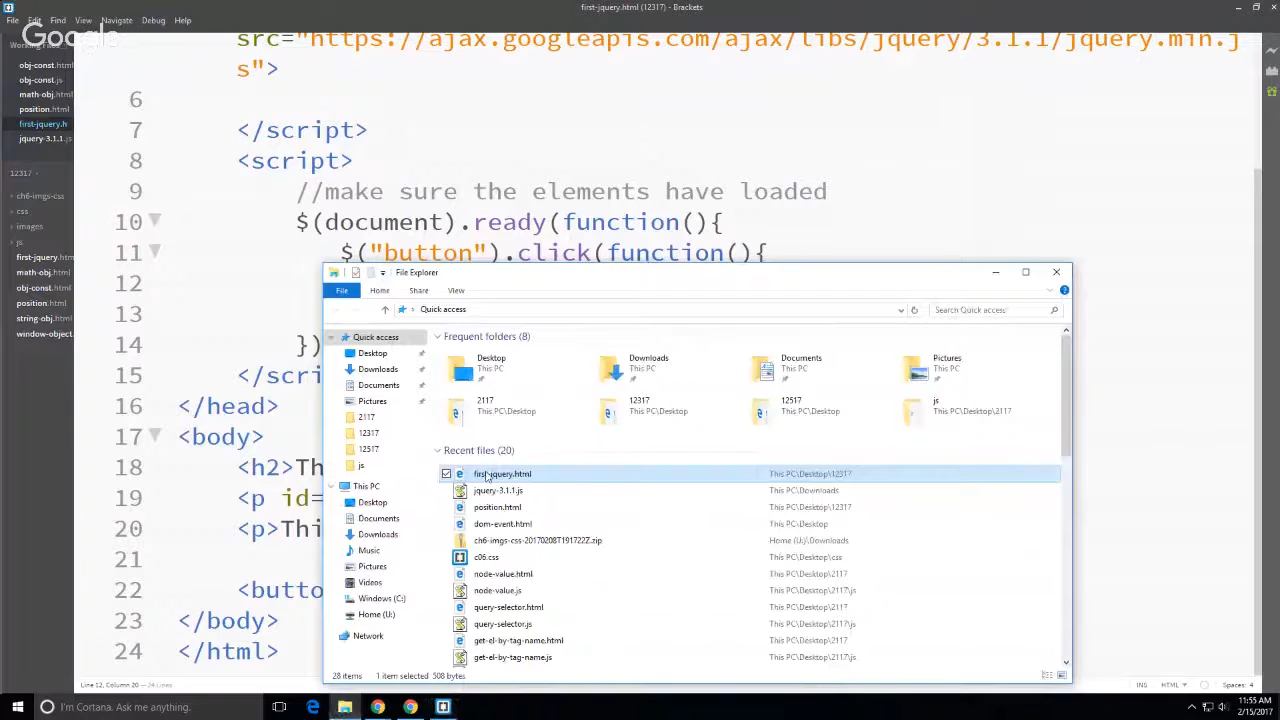 first-jquery.html (12317) - Brackets
File Edit Find View Navigate Debug Help
Google
Working Files
obj-const.html
obj-const.js
math-obj.html
position.html
first-jquery.h
jquery-3.1.1.js
12317
ch6-imgs-css
css
images
js
first-jquery.html
math-obj.html
obj-const.html
position.html
string-obj.html
window-object
src="https://ajax.googleapis.com/ajax/libs/jquery/3.1.1/jquery.min.j
s">
6
7 </script>
8 <script>
9 //make sure the elements have loaded
10 $(document).ready(function(){
11 $("button").click(function(){
12
13
14 })
15 </scri
16 </head>
17 <body>
18 <h2>Th
19 <p id=
20 <p>Thi
21
22 <butto
23 </body>
24 </html>
File Explorer
File Home Share View
Quick access
Search Quick access
Quick access
Desktop
Downloads
Documents
Pictures
2117
12317
12517
js
This PC
Desktop
Documents
Downloads
Music
Pictures
Videos
Windows (C:)
Home (U:)
Network
Frequent folders (8)
Desktop
This PC
Downloads
This PC
Documents
This PC
Pictures
This PC
2117
This PC\Desktop
12317
This PC\Desktop
12517
This PC\Desktop
js
This PC\Desktop\2117
Recent files (20)
first-jquery.html This PC\Desktop\12317
jquery-3.1.1.js This PC\Downloads
position.html This PC\Desktop\12317
dom-event.html This PC\Desktop
ch6-imgs-css-20170208T191722Z.zip Home (U:)\Downloads
c06.css This PC\Desktop\css
node-value.html This PC\Desktop\2117
node-value.js This PC\Desktop\2117\js
query-selector.html This PC\Desktop\2117
query-selector.js This PC\Desktop\2117\js
get-el-by-tag-name.html This PC\Desktop\2117
get-el-by-tag-name.js This PC\Desktop\2117\js
28 items 1 item selected 508 bytes
Line 12, Column 20 — 24 Lines
INS HTML Spaces: 4
I'm Cortana. Ask me anything.
11:55 AM
2/15/2017